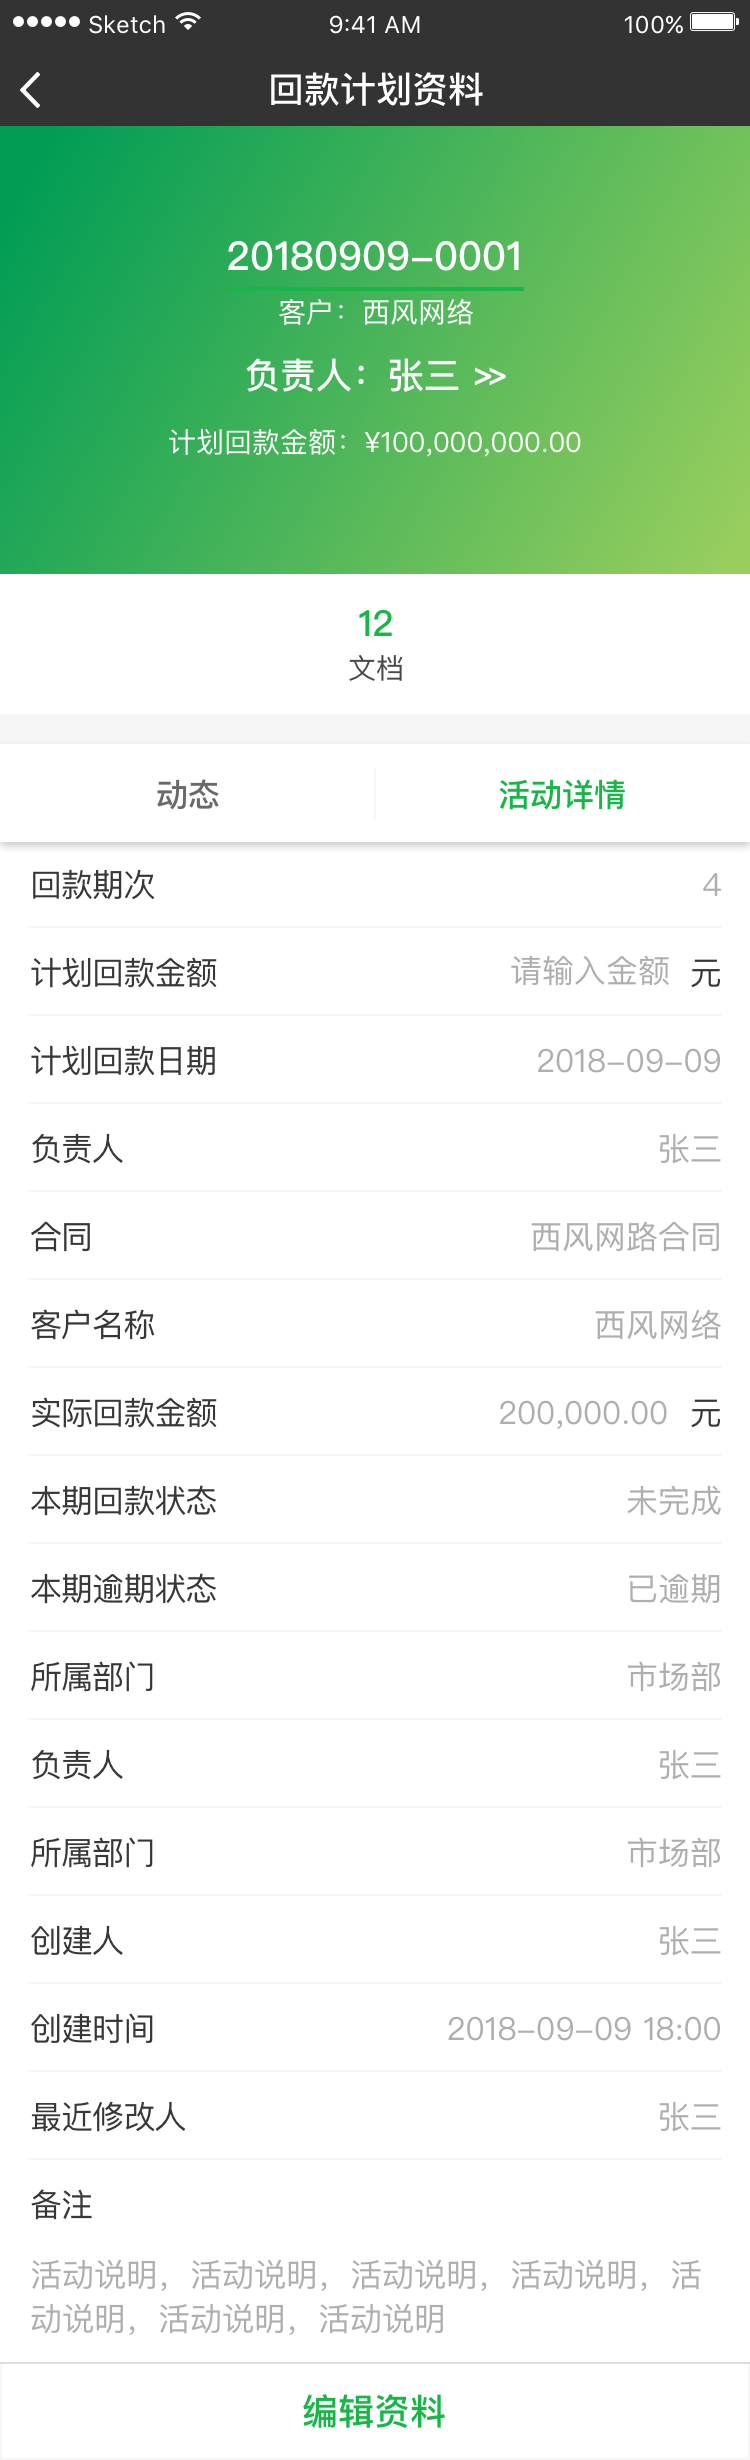 Sketch 9:41 AM 100%
回款计划资料
20180909-0001
客户：西风网络
负责人：张三 >>
计划回款金额：¥100,000,000.00
12
文档
动态 活动详情
回款期次 4
计划回款金额 请输入金额 元
计划回款日期 2018-09-09
负责人 张三
合同 西风网路合同
客户名称 西风网络
实际回款金额 200,000.00 元
本期回款状态 未完成
本期逾期状态 已逾期
所属部门 市场部
负责人 张三
所属部门 市场部
创建人 张三
创建时间 2018-09-09 18:00
最近修改人 张三
备注
活动说明，活动说明，活动说明，活动说明，活
动说明，活动说明，活动说明
编辑资料